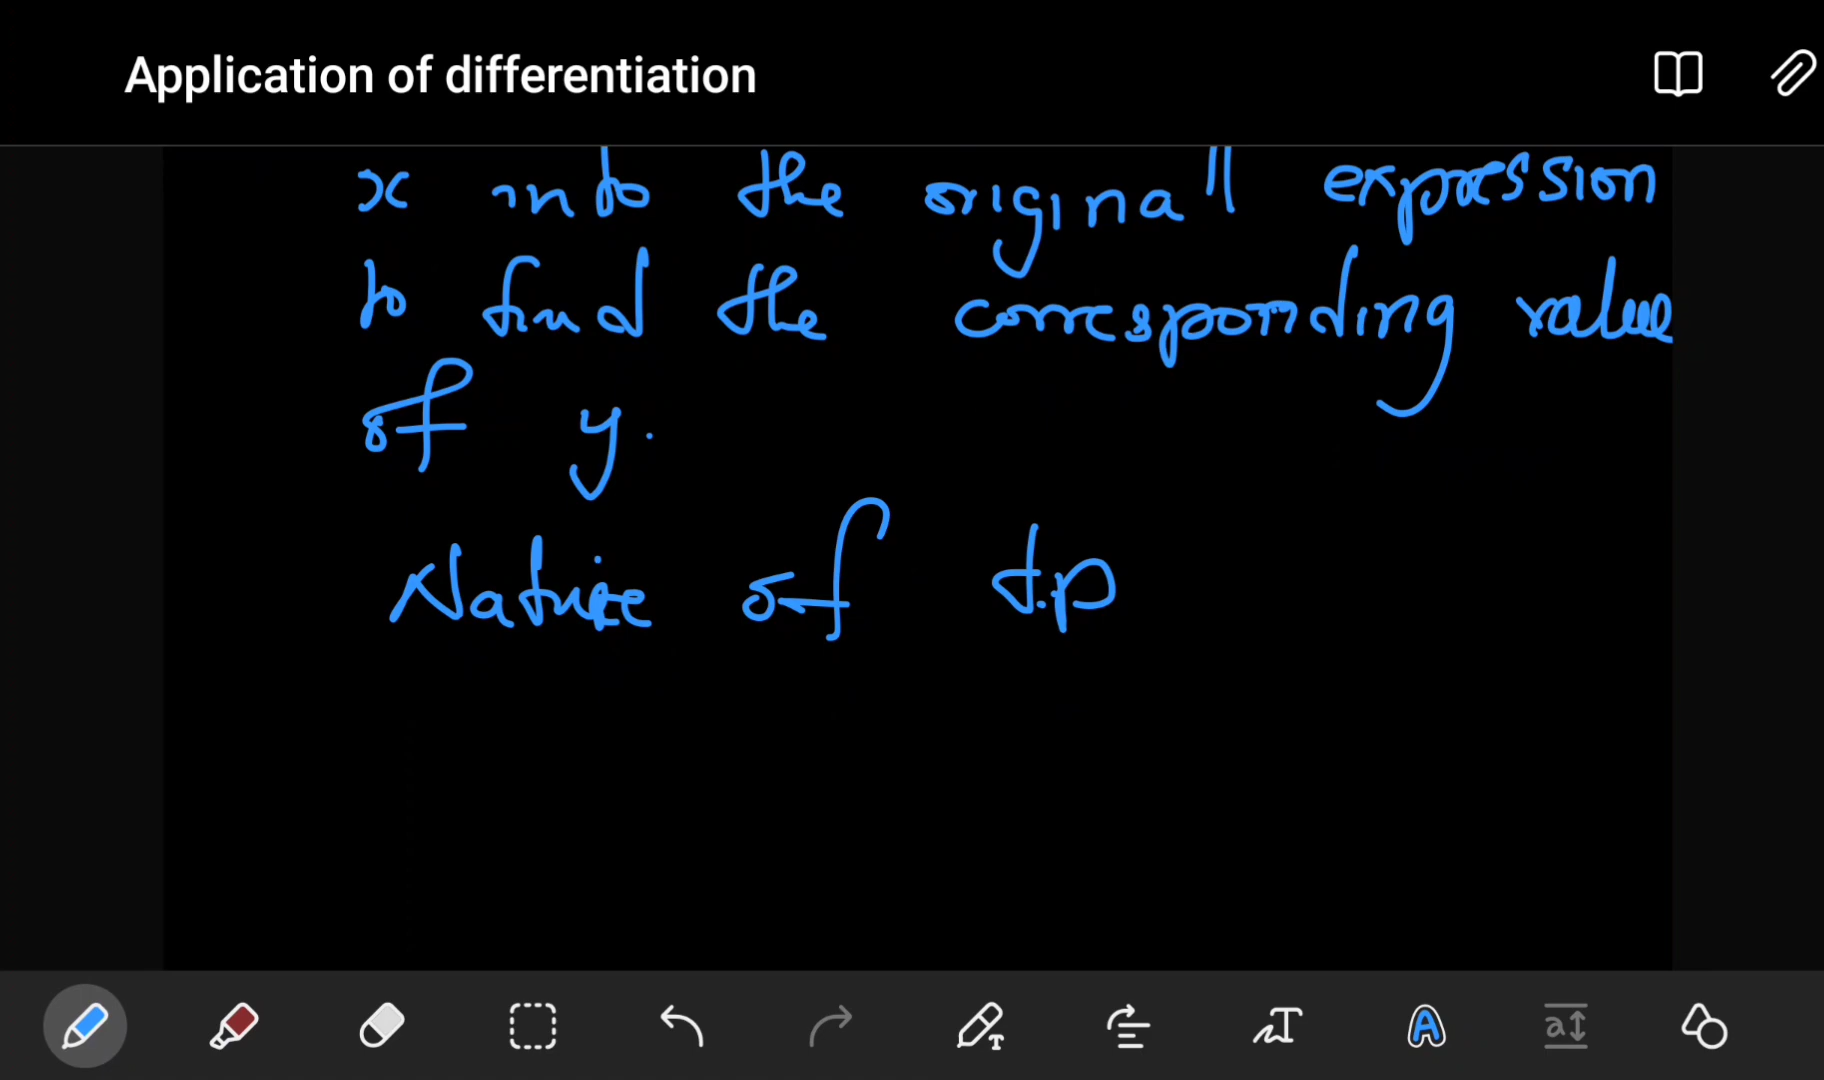 Application of differentiation
x into the original expression
to find the corresponding value
of y.
Nature of t.p